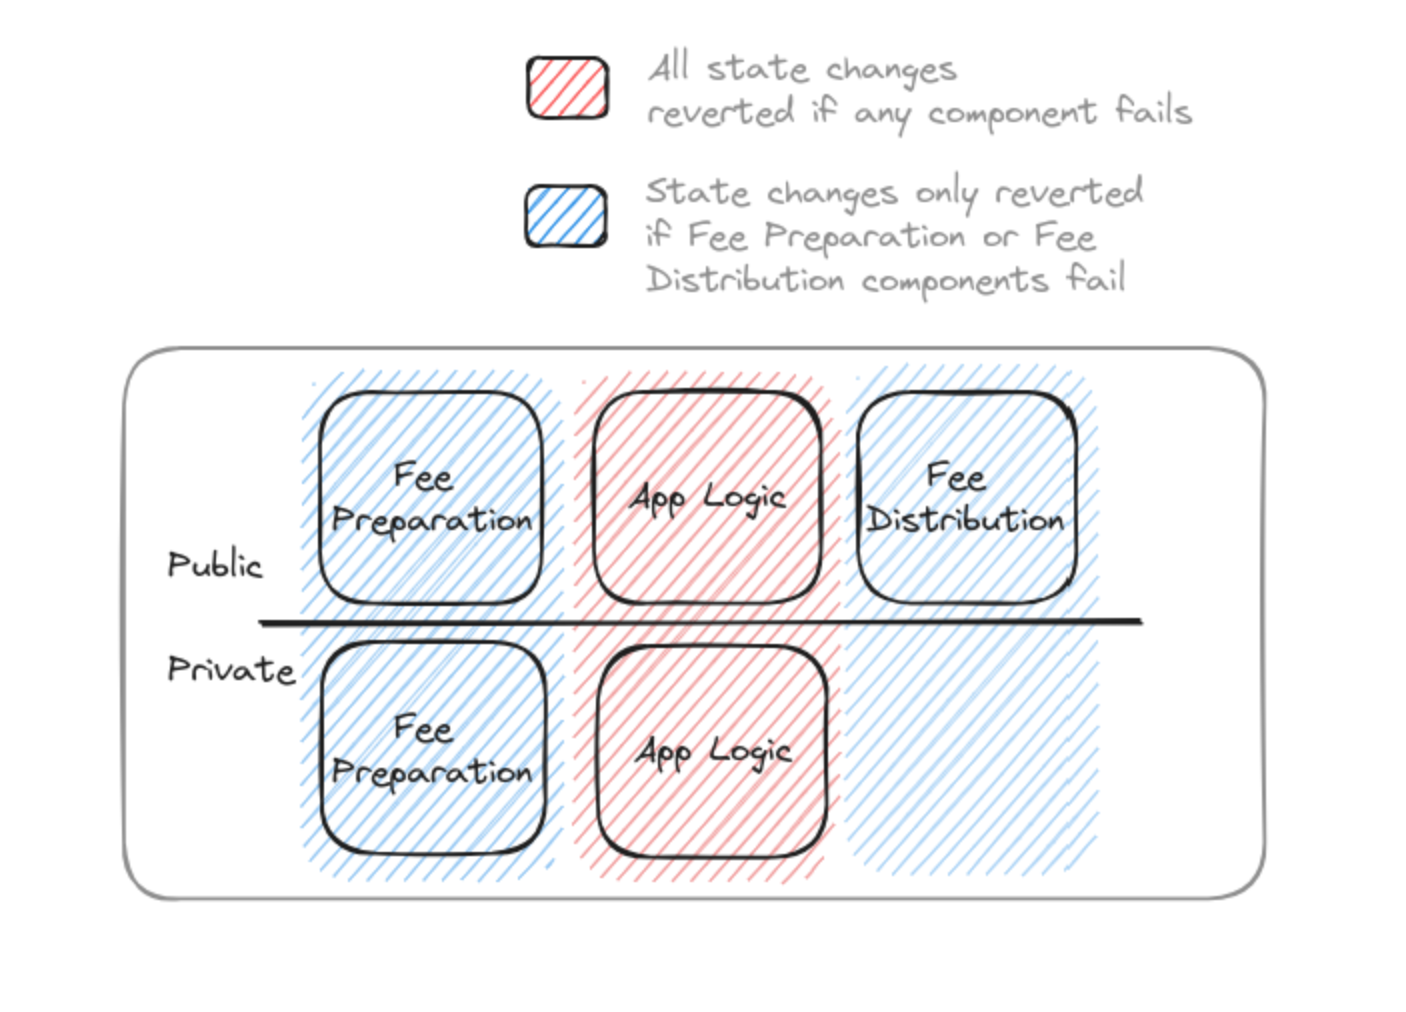 All state changes
reverted if any component fails
State changes only reverted
if Fee Preparation or Fee
Distribution components fail
Fee
Preparation
App Logic
Fee
Distribution
Public
Private
Fee
Preparation
App Logic